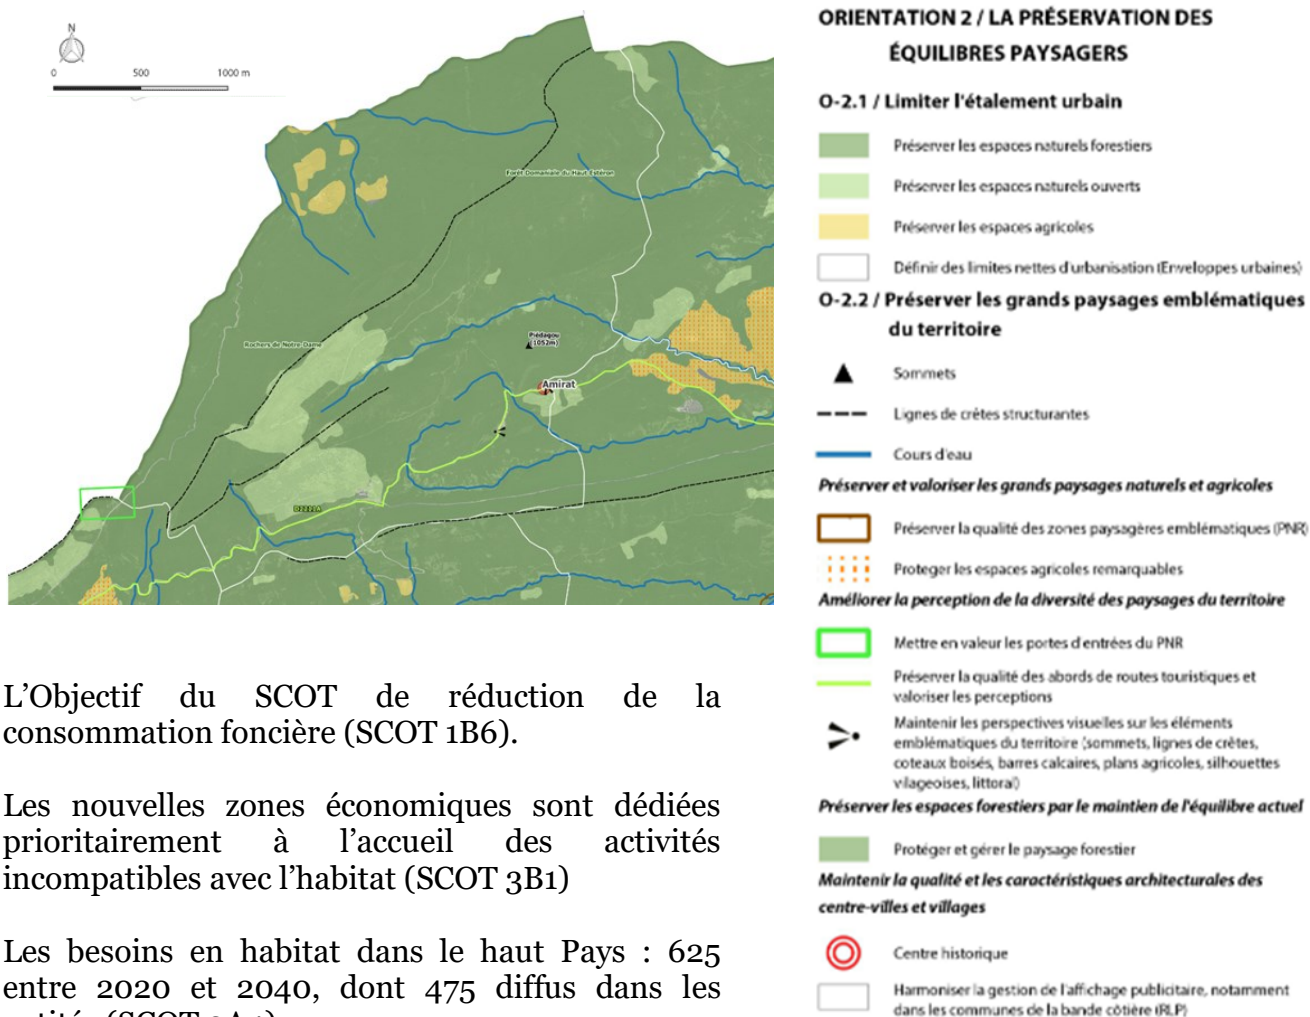 N
0 500 1000 m
Forêt Domaniale du Haut Estéron
Rochers de Notre-Dame
Piédagou
(1052m)
Amirat
D2211A
L’Objectif du SCOT de réduction de la
consommation foncière (SCOT 1B6).
Les nouvelles zones économiques sont dédiées
prioritairement à l’accueil des activités
incompatibles avec l’habitat (SCOT 3B1)
Les besoins en habitat dans le haut Pays : 625
entre 2020 et 2040, dont 475 diffus dans les
ORIENTATION 2 / LA PRÉSERVATION DES
ÉQUILIBRES PAYSAGERS
O-2.1 / Limiter l'étalement urbain
Préserver les espaces naturels forestiers
Préserver les espaces naturels ouverts
Préserver les espaces agricoles
Définir des limites nettes d'urbanisation (Enveloppes urbaines)
O-2.2 / Préserver les grands paysages emblématiques
du territoire
Sommets
Lignes de crêtes structurantes
Cours d'eau
Préserver et valoriser les grands paysages naturels et agricoles
Préserver la qualité des zones paysagères emblématiques (PNR)
Proteger les espaces agricoles remarquables
Améliorer la perception de la diversité des paysages du territoire
Mettre en valeur les portes d'entrées du PNR
Préserver la qualité des abords de routes touristiques et
valoriser les perceptions
Maintenir les perspectives visuelles sur les éléments
emblématiques du territoire (sommets, lignes de crêtes,
coteaux boisés, barres calcaires, plans agricoles, silhouettes
vilageoises, littoral)
Préserver les espaces forestiers par le maintien de l'équilibre actuel
Protéger et gérer le paysage forestier
Maintenir la qualité et les caractéristiques architecturales des
centre-villes et villages
Centre historique
Harmoniser la gestion de l'affichage publicitaire, notamment
dans les communes de la bande côtière (RLP)